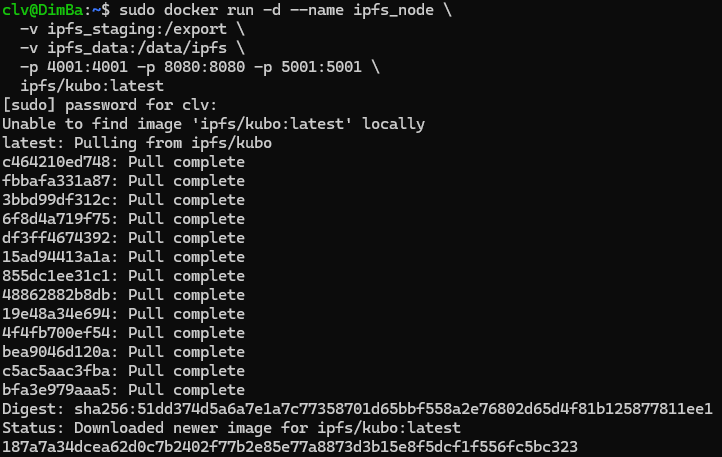 clv@DimBa:~$ sudo docker run -d --name ipfs_node \
  -v ipfs_staging:/export \
  -v ipfs_data:/data/ipfs \
  -p 4001:4001 -p 8080:8080 -p 5001:5001 \
  ipfs/kubo:latest
[sudo] password for clv:
Unable to find image 'ipfs/kubo:latest' locally
latest: Pulling from ipfs/kubo
c464210ed748: Pull complete
fbbafa331a87: Pull complete
3bbd99df312c: Pull complete
6f8d4a719f75: Pull complete
df3ff4674392: Pull complete
15ad94413a1a: Pull complete
855dc1ee31c1: Pull complete
48862882b8db: Pull complete
19e48a34e694: Pull complete
4f4fb700ef54: Pull complete
bea9046d120a: Pull complete
c5ac5aac3fba: Pull complete
bfa3e979aaa5: Pull complete
Digest: sha256:51dd374d5a6a7e1a7c77358701d65bbf558a2e76802d65d4f81b125877811ee1
Status: Downloaded newer image for ipfs/kubo:latest
187a7a34dcea62d0c7b2402f77b2e85e77a8873d3b15e8f5dcf1f556fc5bc323